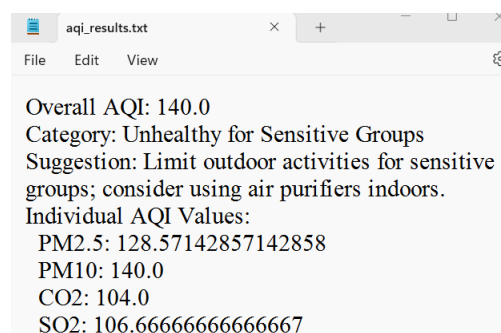 aqi_results.txt
File Edit View
Overall AQI: 140.0
Category: Unhealthy for Sensitive Groups
Suggestion: Limit outdoor activities for sensitive
groups; consider using air purifiers indoors.
Individual AQI Values:
PM2.5: 128.57142857142858
PM10: 140.0
CO2: 104.0
SO2: 106.66666666666667